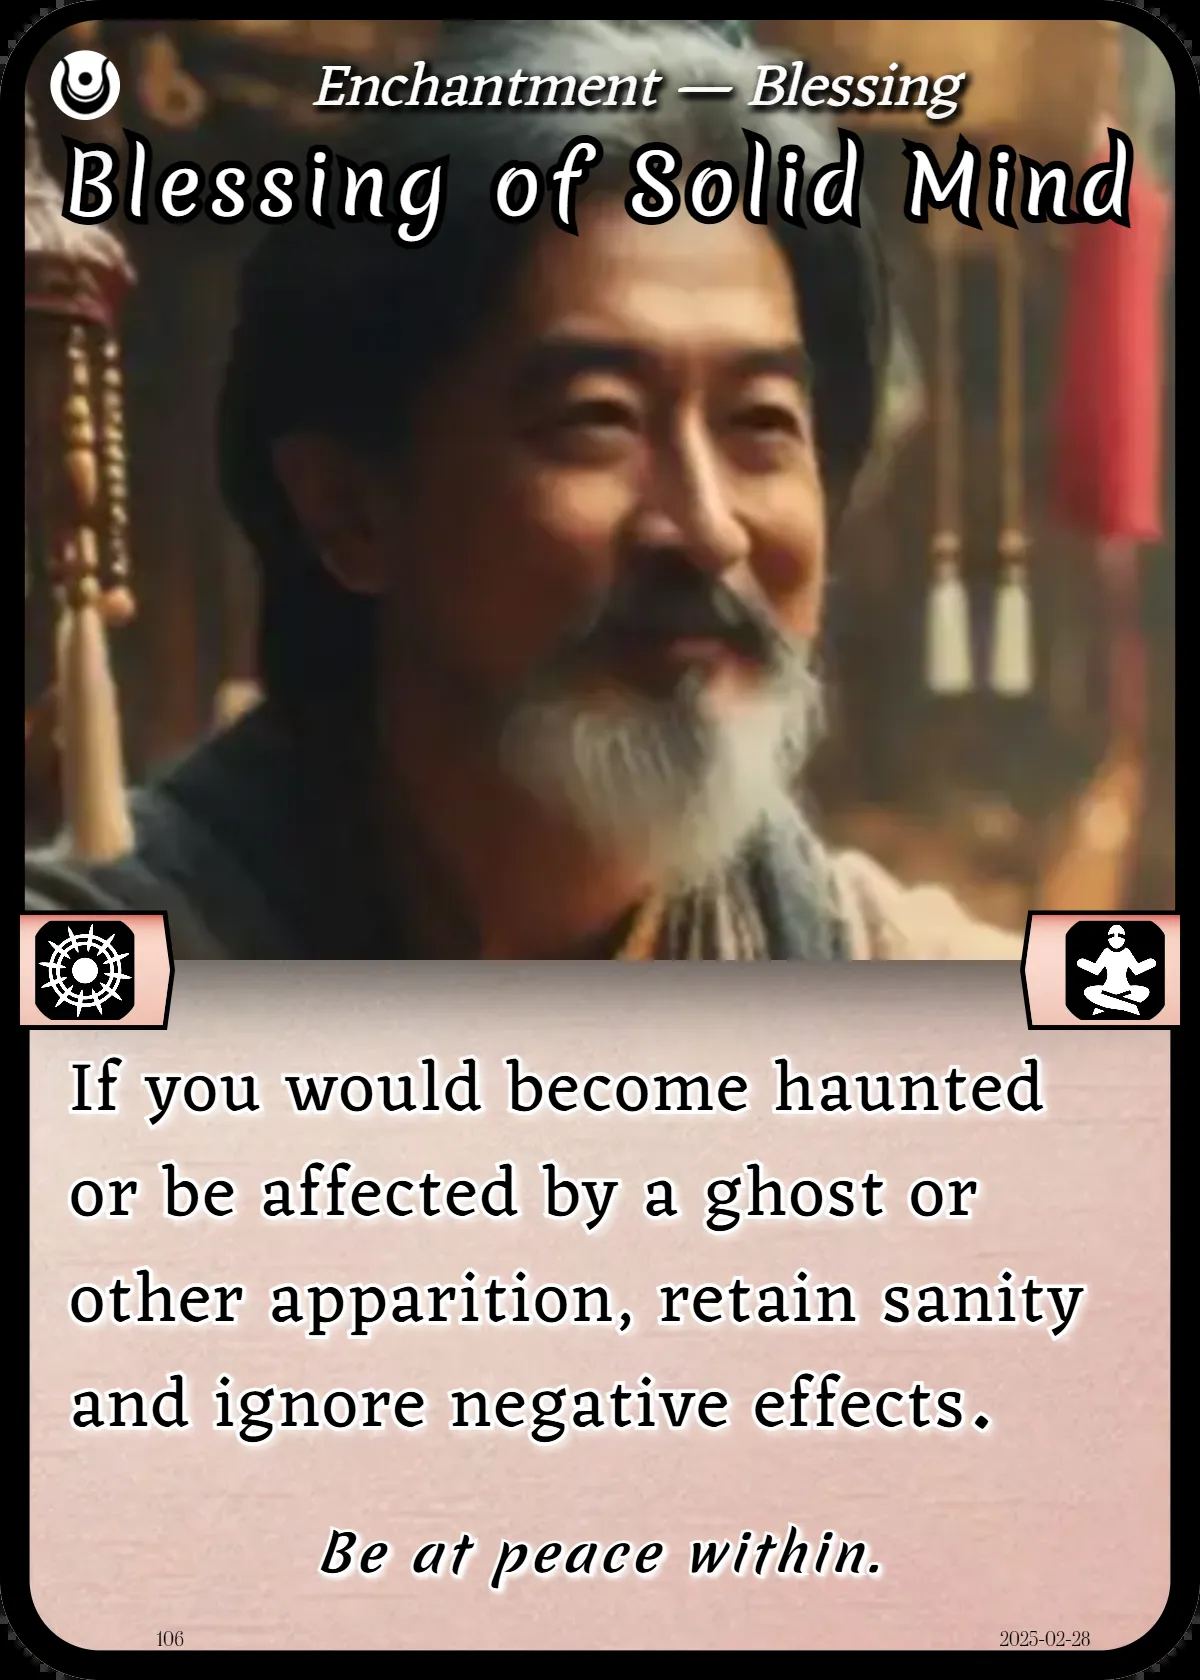 Enchantment — Blessing
Blessing of Solid Mind
If you would become haunted
or be affected by a ghost or
other apparition, retain sanity
and ignore negative effects.
Be at peace within.
106
2025-02-28